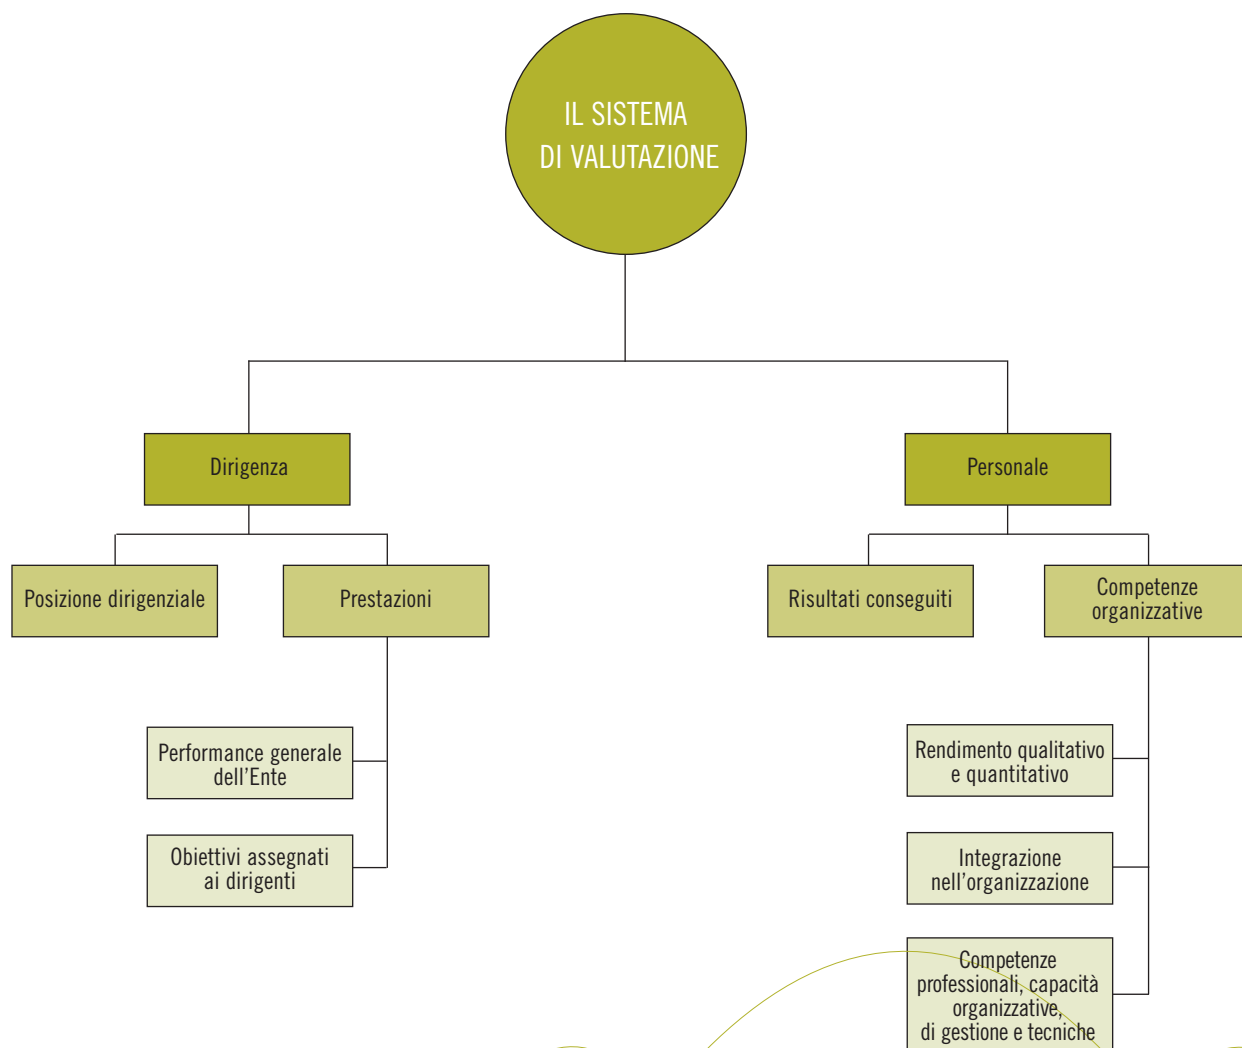 IL SISTEMA
DI VALUTAZIONE
Dirigenza
Personale
Posizione dirigenziale
Prestazioni
Risultati conseguiti
Competenze
organizzative
Performance generale
dell'Ente
Obiettivi assegnati
ai dirigenti
Rendimento qualitativo
e quantitativo
Integrazione
nell'organizzazione
Competenze
professionali, capacità
organizzative,
di gestione e tecniche